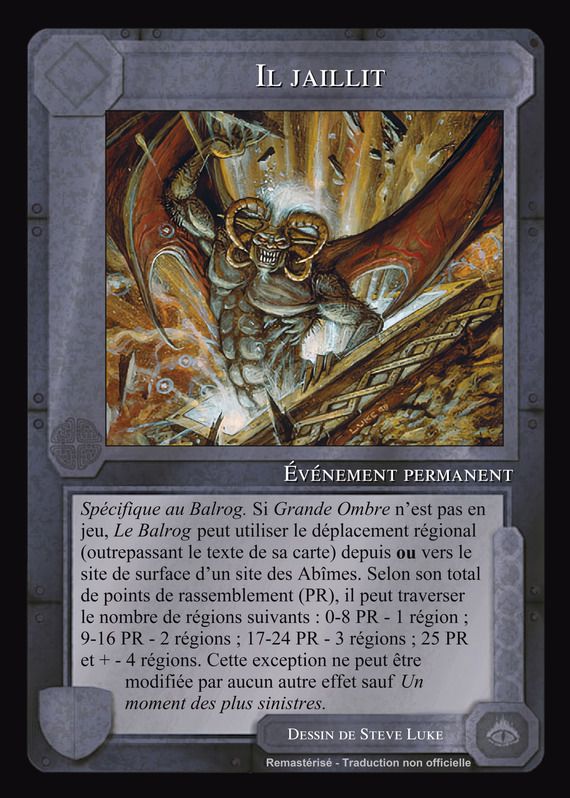 Il jaillit
LUKE
Événement permanent
Spécifique au Balrog. Si Grande Ombre n’est pas en
jeu, Le Balrog peut utiliser le déplacement régional
(outrepassant le texte de sa carte) depuis ou vers le
site de surface d’un site des Abîmes. Selon son total
de points de rassemblement (PR), il peut traverser
le nombre de régions suivants : 0-8 PR - 1 région ;
9-16 PR - 2 régions ; 17-24 PR - 3 régions ; 25 PR
et + - 4 régions. Cette exception ne peut être
modifiée par aucun autre effet sauf Un
moment des plus sinistres.
Dessin de Steve Luke
Remastérisé - Traduction non officielle